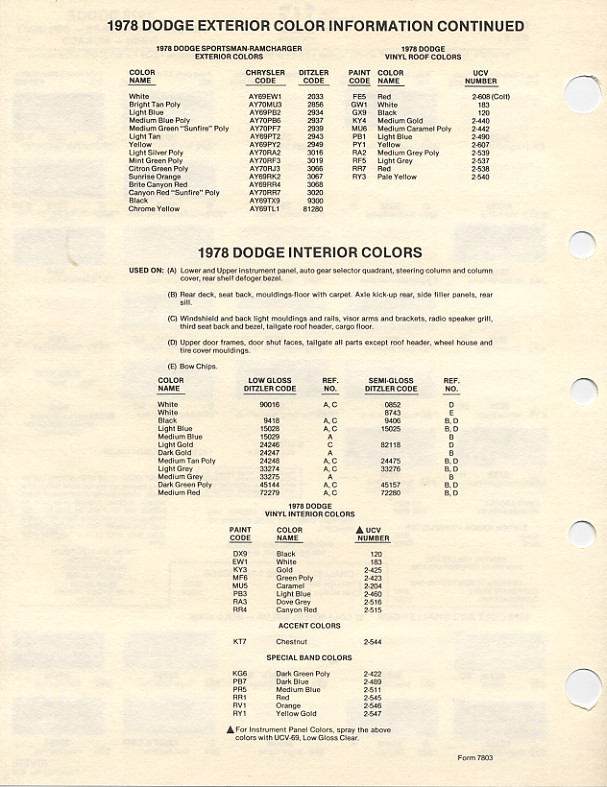 1978 DODGE EXTERIOR COLOR INFORMATION CONTINUED
1978 DODGE SPORTSMAN-RAMCHARGER
EXTERIOR COLORS
COLOR NAME CHRYSLER CODE DITZLER CODE
White AY69EW1 2033
Bright Tan Poly AY70MU3 2856
Light Blue AY69PB2 2934
Medium Blue Poly AY70PB6 2937
Medium Green "Sunfire" Poly AY70PF7 2939
Light Tan AY69PT2 2943
Yellow AY69PY2 2949
Light Silver Poly AY70RA2 3016
Mint Green Poly AY70RF3 3019
Citron Green Poly AY70RJ3 3066
Sunrise Orange AY69RK2 3067
Brite Canyon Red AY69RR4 3068
Canyon Red "Sunfire" Poly AY70RR7 3020
Black AY69TX9 9300
Chrome Yellow AY69TL1 81280
1978 DODGE
VINYL ROOF COLORS
PAINT CODE COLOR NAME UCV NUMBER
FE5 Red 2-608 (Colt)
GW1 White 183
GX9 Black 120
KY4 Medium Gold 2-440
MU6 Medium Caramel Poly 2-442
PB1 Light Blue 2-490
PY1 Yellow 2-607
RA2 Medium Grey Poly 2-539
RF5 Light Grey 2-537
RR7 Red 2-538
RY3 Pale Yellow 2-540
1978 DODGE INTERIOR COLORS
USED ON: (A) Lower and Upper instrument panel, auto gear selector quadrant, steering column and column
cover, rear shelf defoger bezel.
(B) Rear deck, seat back, mouldings-floor with carpet. Axle kick-up rear, side filler panels, rear
sill.
(C) Windshield and back light mouldings and rails, visor arms and brackets, radio speaker grill,
third seat back and bezel, tailgate roof header, cargo floor.
(D) Upper door frames, door shut faces, tailgate all parts except roof header, wheel house and
tire cover mouldings.
(E) Bow Chips.
COLOR NAME LOW GLOSS DITZLER CODE REF. NO. SEMI-GLOSS DITZLER CODE REF. NO.
White 90016 A, C 0852 D
White 8743 E
Black 9418 A, C 9406 B, D
Light Blue 15028 A, C 15025 B, D
Medium Blue 15029 A B
Light Gold 24246 C 82118 D
Dark Gold 24247 A B
Medium Tan Poly 24248 A, C 24475 B, D
Light Grey 33274 A, C 33276 B, D
Medium Grey 33275 A B
Dark Green Poly 45144 A, C 45157 B, D
Medium Red 72279 A, C 72280 B, D
1978 DODGE
VINYL INTERIOR COLORS
PAINT CODE COLOR NAME ▲ UCV NUMBER
DX9 Black 120
EW1 White 183
KY3 Gold 2-425
MF6 Green Poly 2-423
MU5 Caramel 2-204
PB3 Light Blue 2-460
RA3 Dove Grey 2-516
RR4 Canyon Red 2-515
ACCENT COLORS
KT7 Chestnut 2-544
SPECIAL BAND COLORS
KG6 Dark Green Poly 2-422
PB7 Dark Blue 2-489
PR5 Medium Blue 2-511
RR1 Red 2-545
RV1 Orange 2-546
RY1 Yellow Gold 2-547
▲ For Instrument Panel Colors, spray the above
colors with UCV-69, Low Gloss Clear.
Form 7803